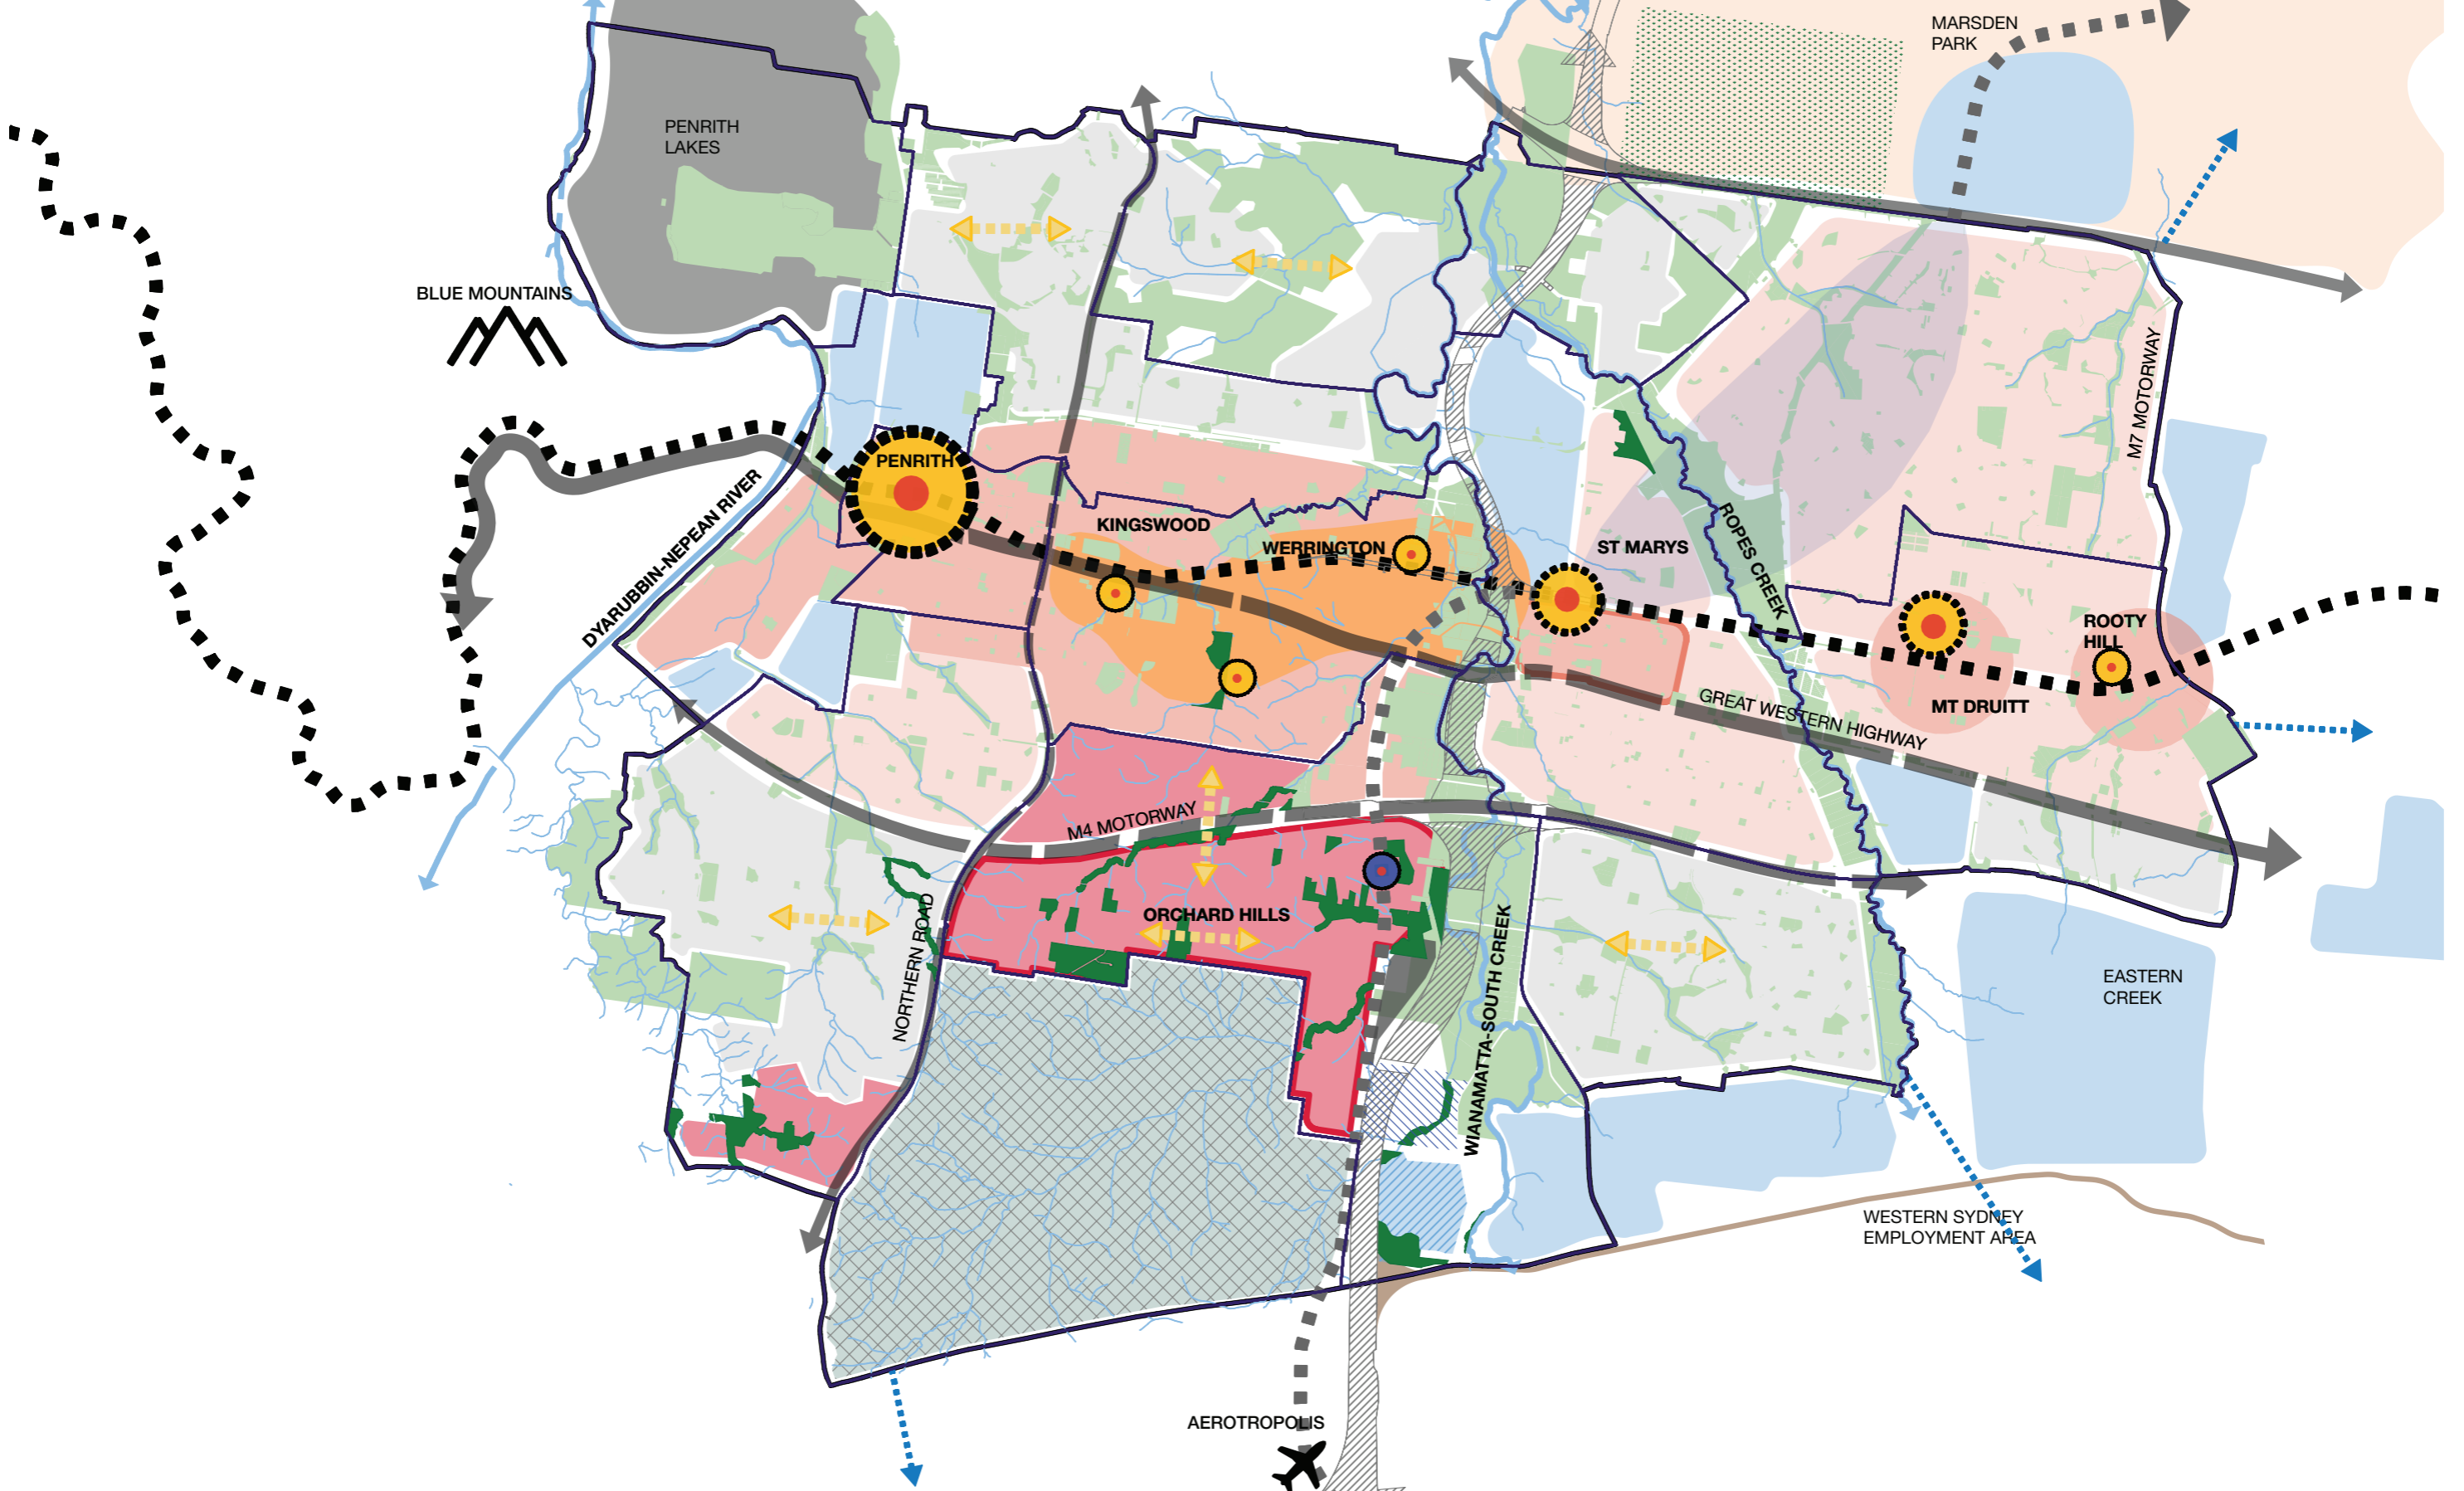 MARSDEN
PARK
PENRITH
LAKES
BLUE MOUNTAINS
M7 MOTORWAY
PENRITH
DYARUBBIN-NEPEAN RIVER
KINGSWOOD
WERRINGTON
ST MARYS
ROPES CREEK
ROOTY
HILL
MT DRUITT
GREAT WESTERN HIGHWAY
M4 MOTORWAY
ORCHARD HILLS
NORTHERN ROAD
WIANAMATTA-SOUTH CREEK
EASTERN
CREEK
WESTERN SYDNEY
EMPLOYMENT AREA
AEROTROPOLIS